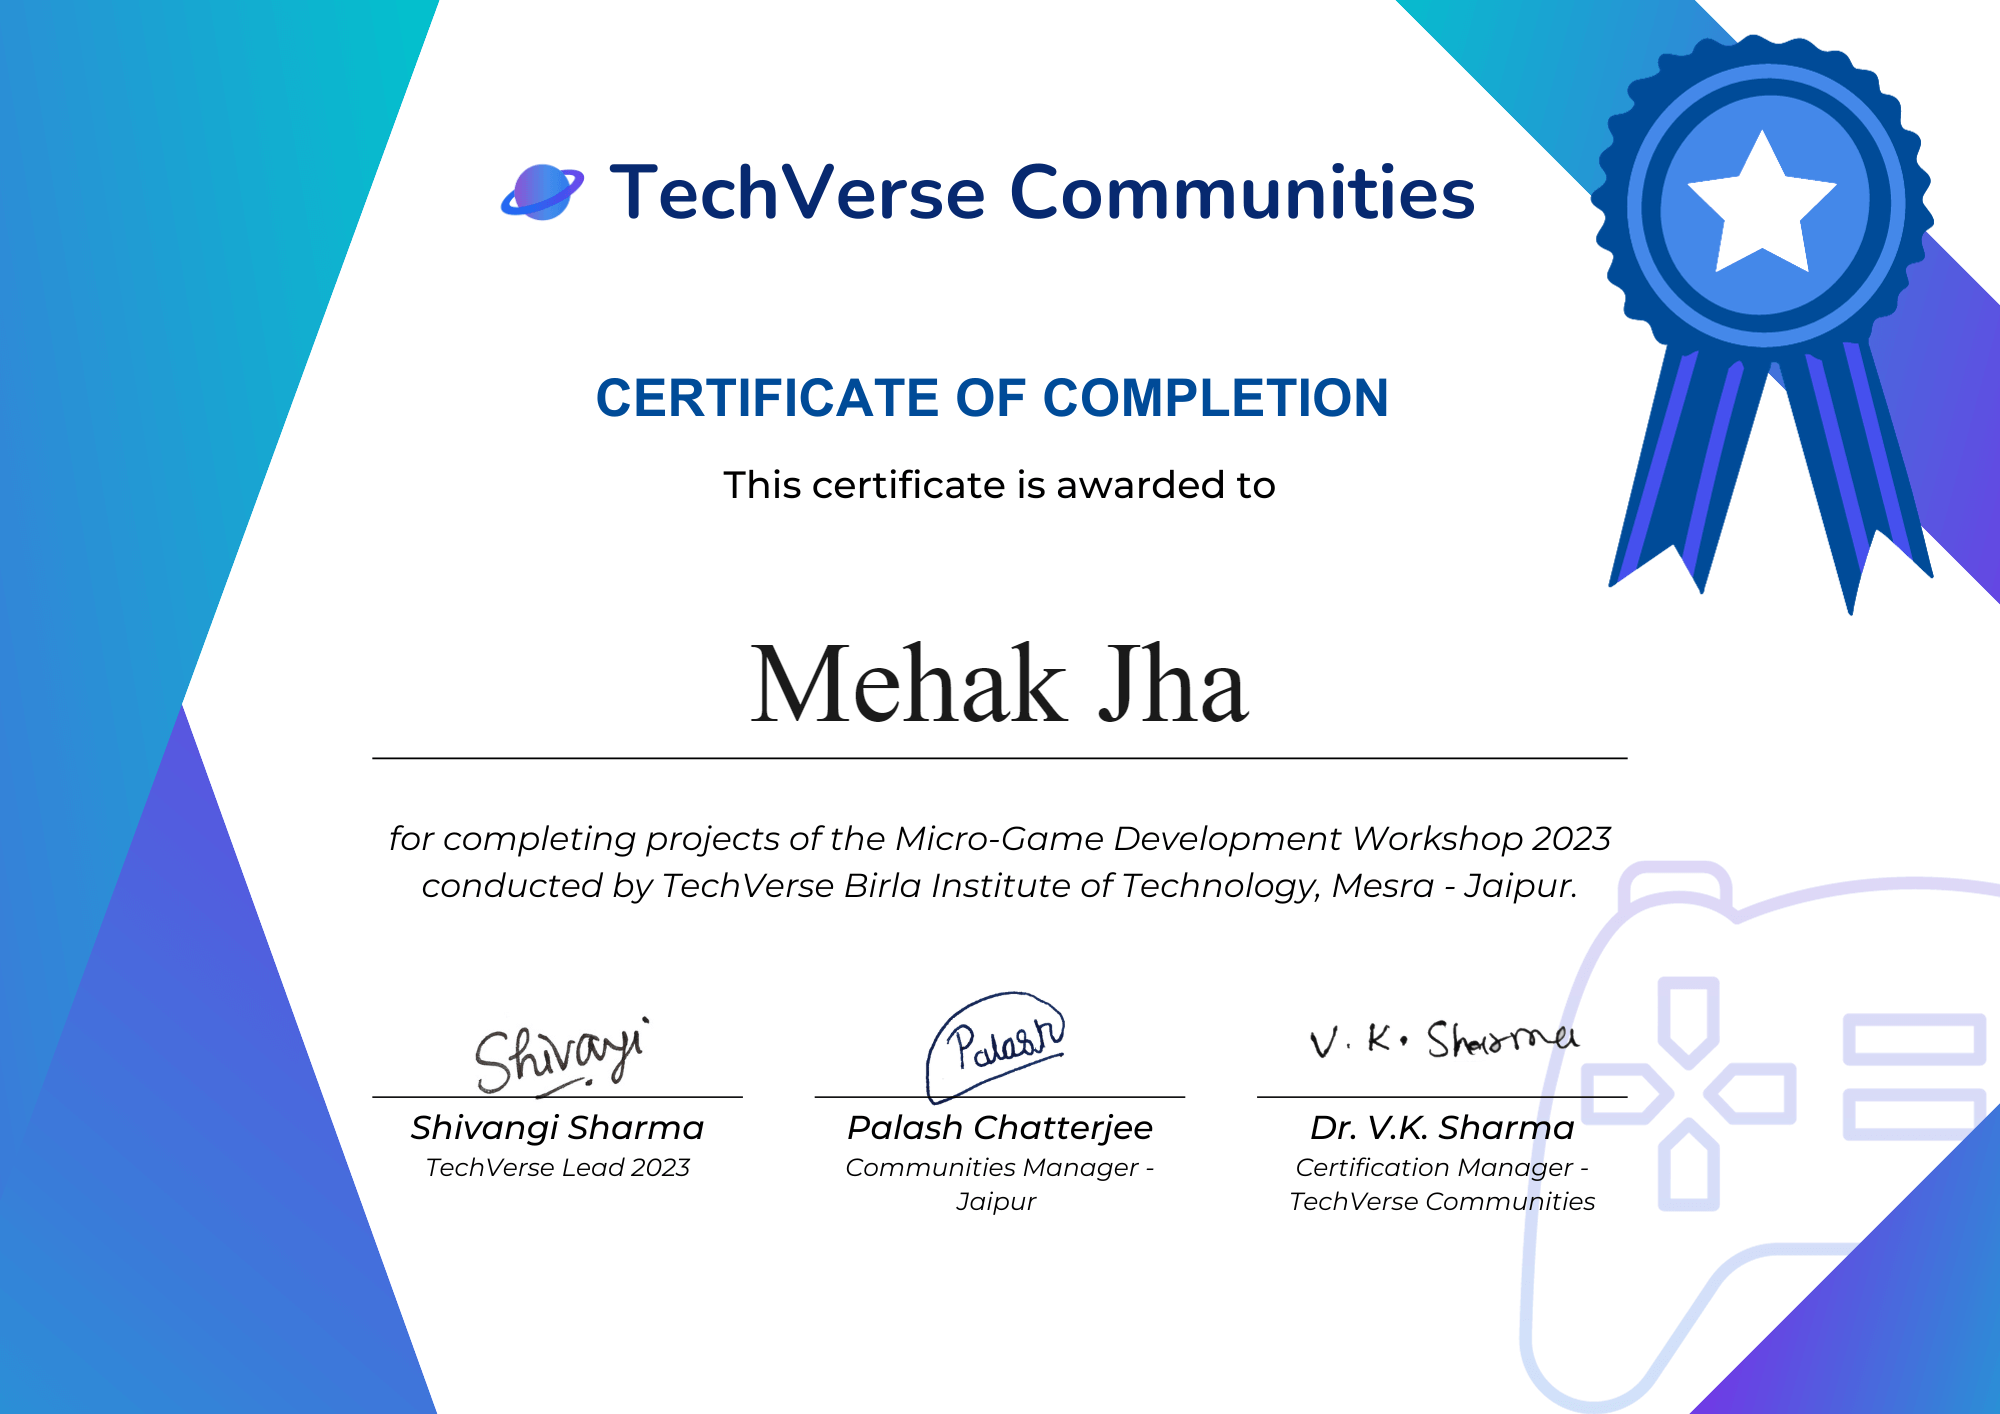 TechVerse Communities
CERTIFICATE OF COMPLETION
This certificate is awarded to
Mehak Jha
for completing projects of the Micro-Game Development Workshop 2023
conducted by TechVerse Birla Institute of Technology, Mesra - Jaipur.
Shivangi Palash V. K. Sharma
Shivangi Sharma Palash Chatterjee Dr. V.K. Sharma
TechVerse Lead 2023 Communities Manager - Certification Manager -
Jaipur TechVerse Communities